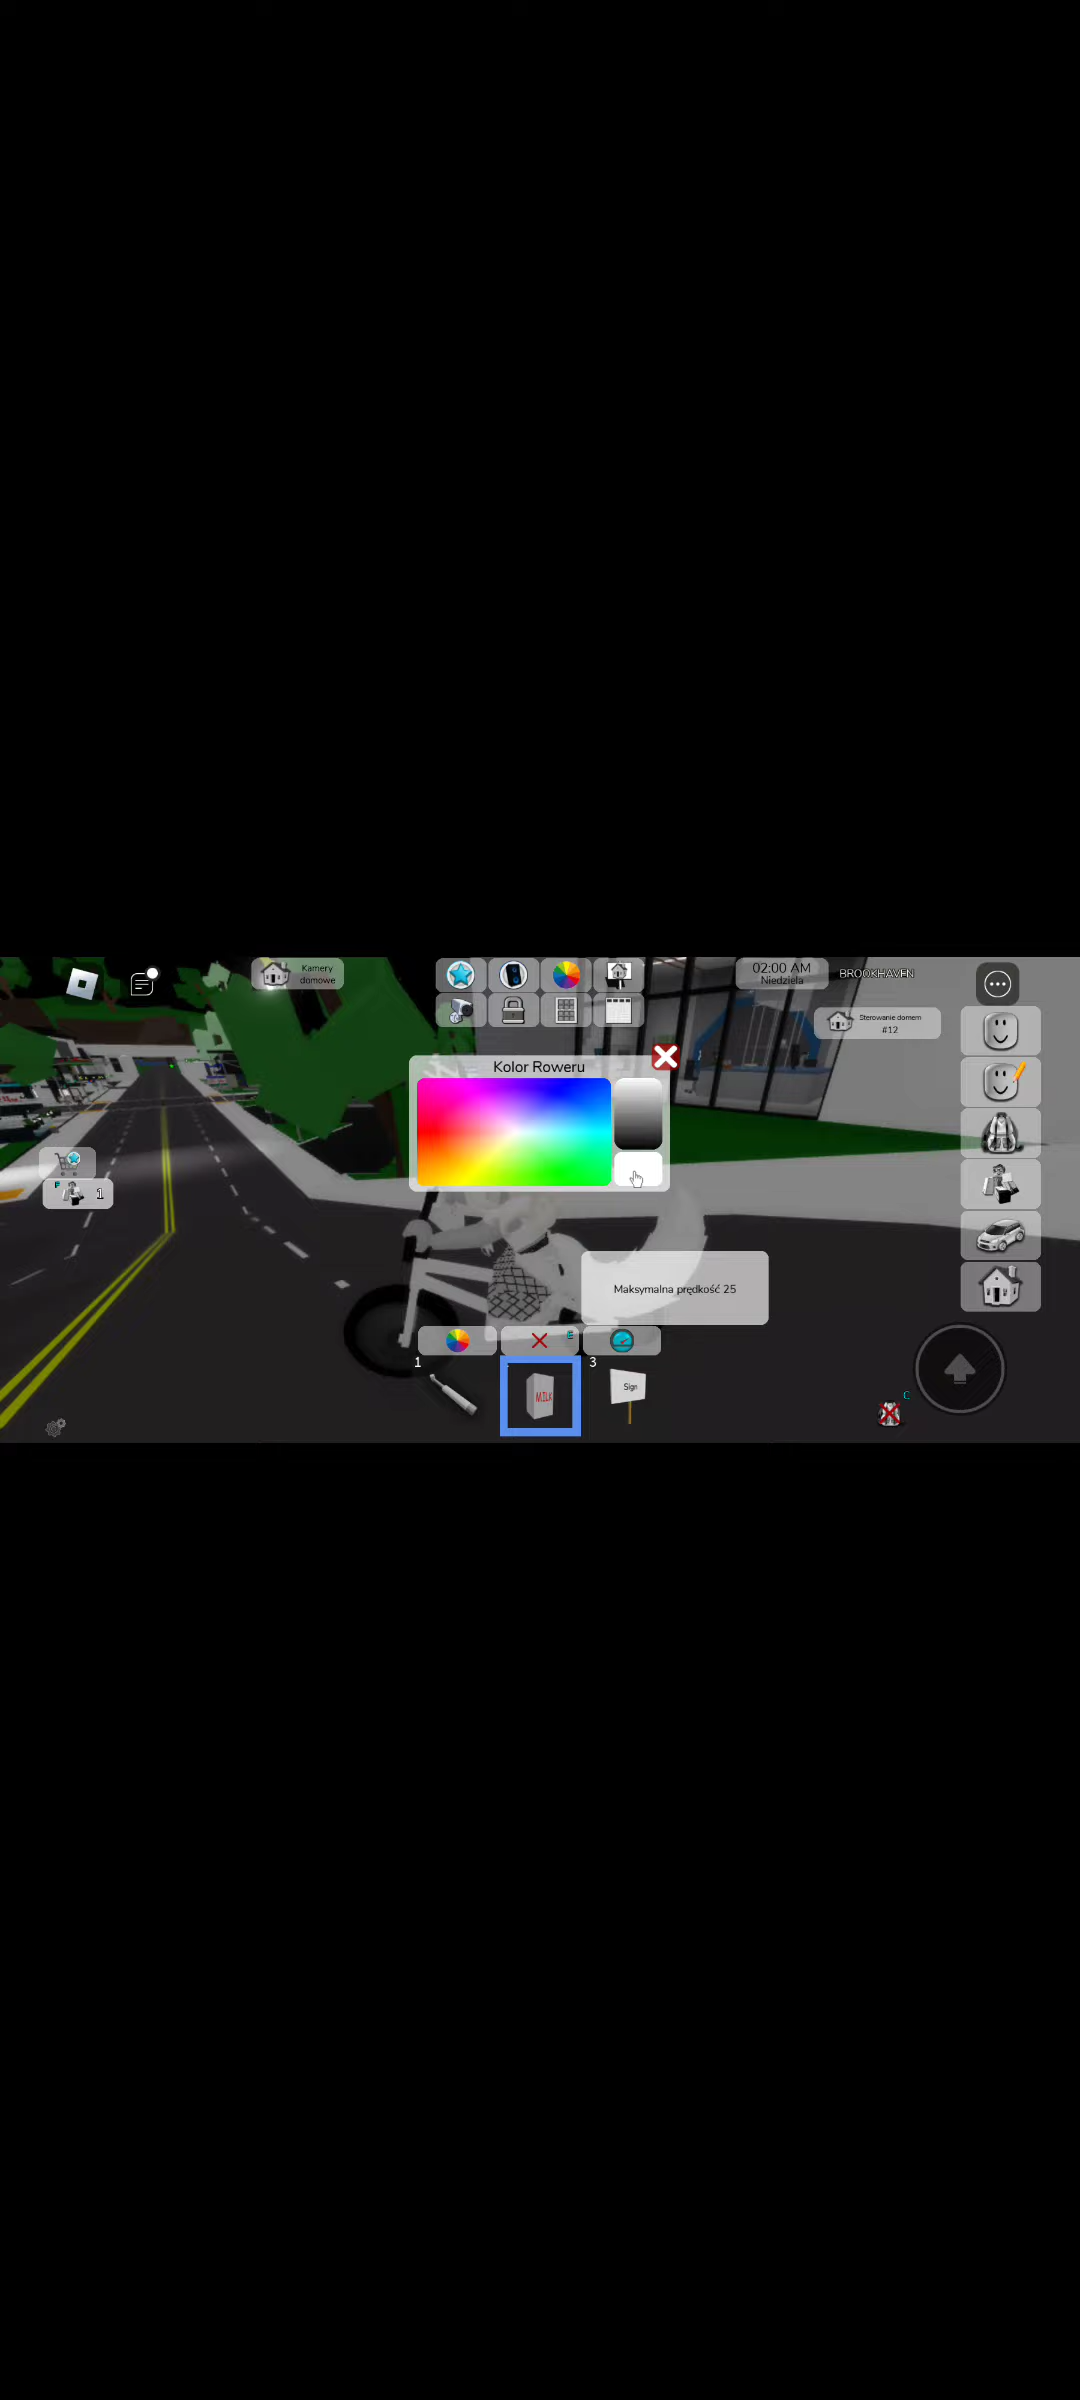 Kamery
domowe
02:00 AM
Niedziela
BROOKHAVEN
Sterowanie domem
#12
Kolor Roweru
F
1
Maksymalna prędkość 25
E
1
3
MILK
Sign
C